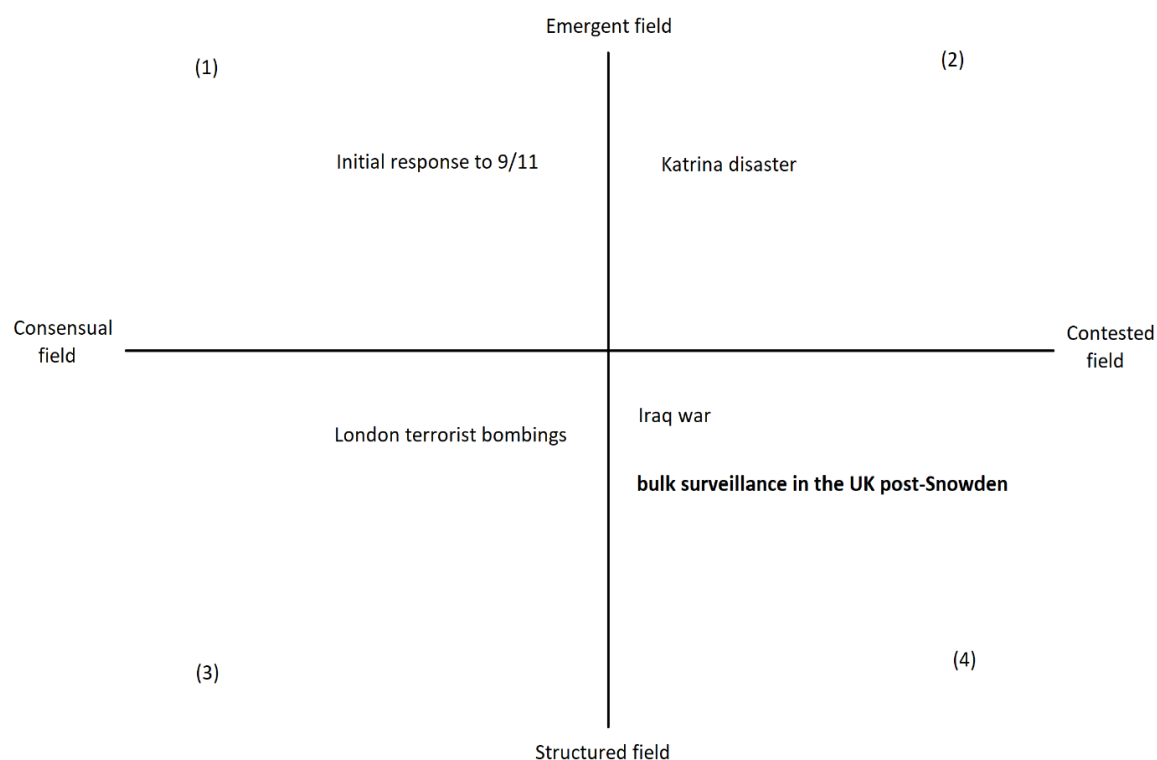 Emergent field
(1)
(2)
Initial response to 9/11
Katrina disaster
Consensual
field
Contested
field
London terrorist bombings
Iraq war
bulk surveillance in the UK post-Snowden
(3)
(4)
Structured field